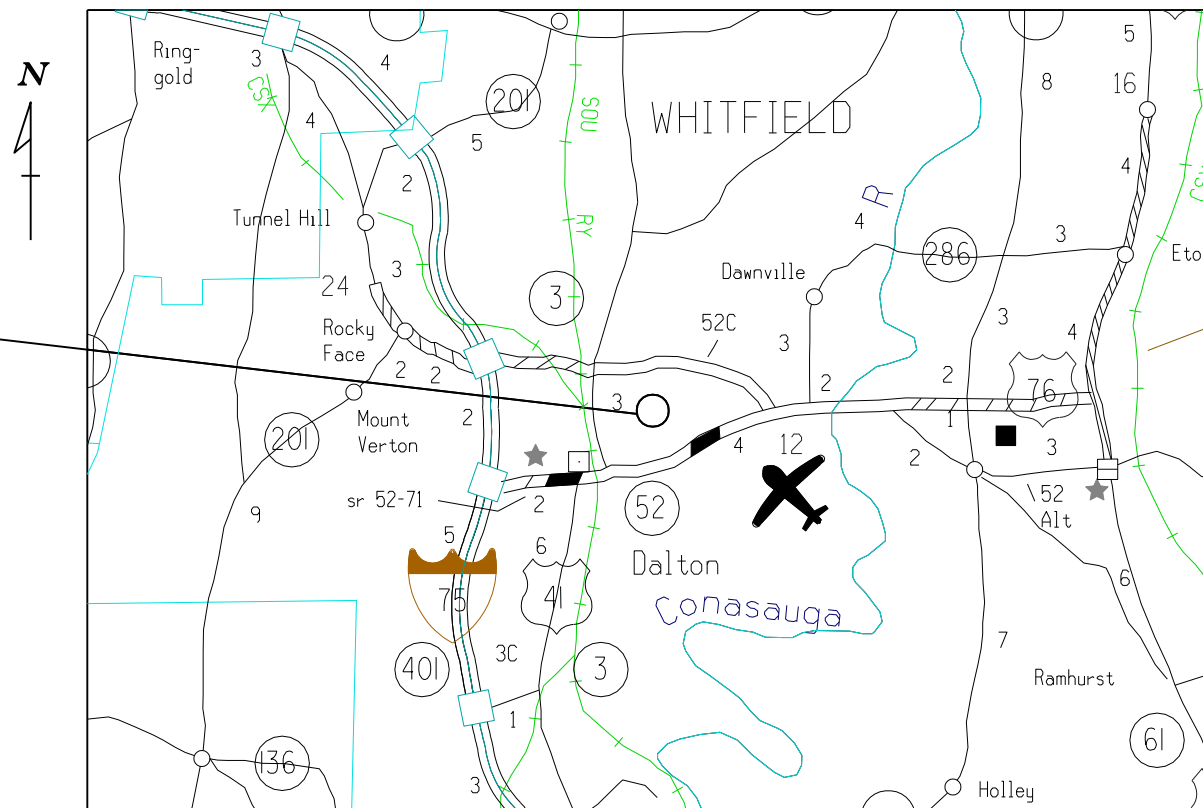 N
Ring-
gold
3
4
CSX
4
201
5
SOU
RY
WHITFIELD
8
5
16
4
R
4
3
286
Eto
2
Tunnel Hill
3
24
Dawnville
3
52C
3
3
4
Rocky
Face
2
2
2
3
2
2
76
1
Mount
Verton
201
4
12
2
3
sr 52-71
2
52
52
Alt
9
5
6
75
41
Dalton
Conasauga
6
7
3C
401
3
Ramhurst
1
61
136
3
Holley